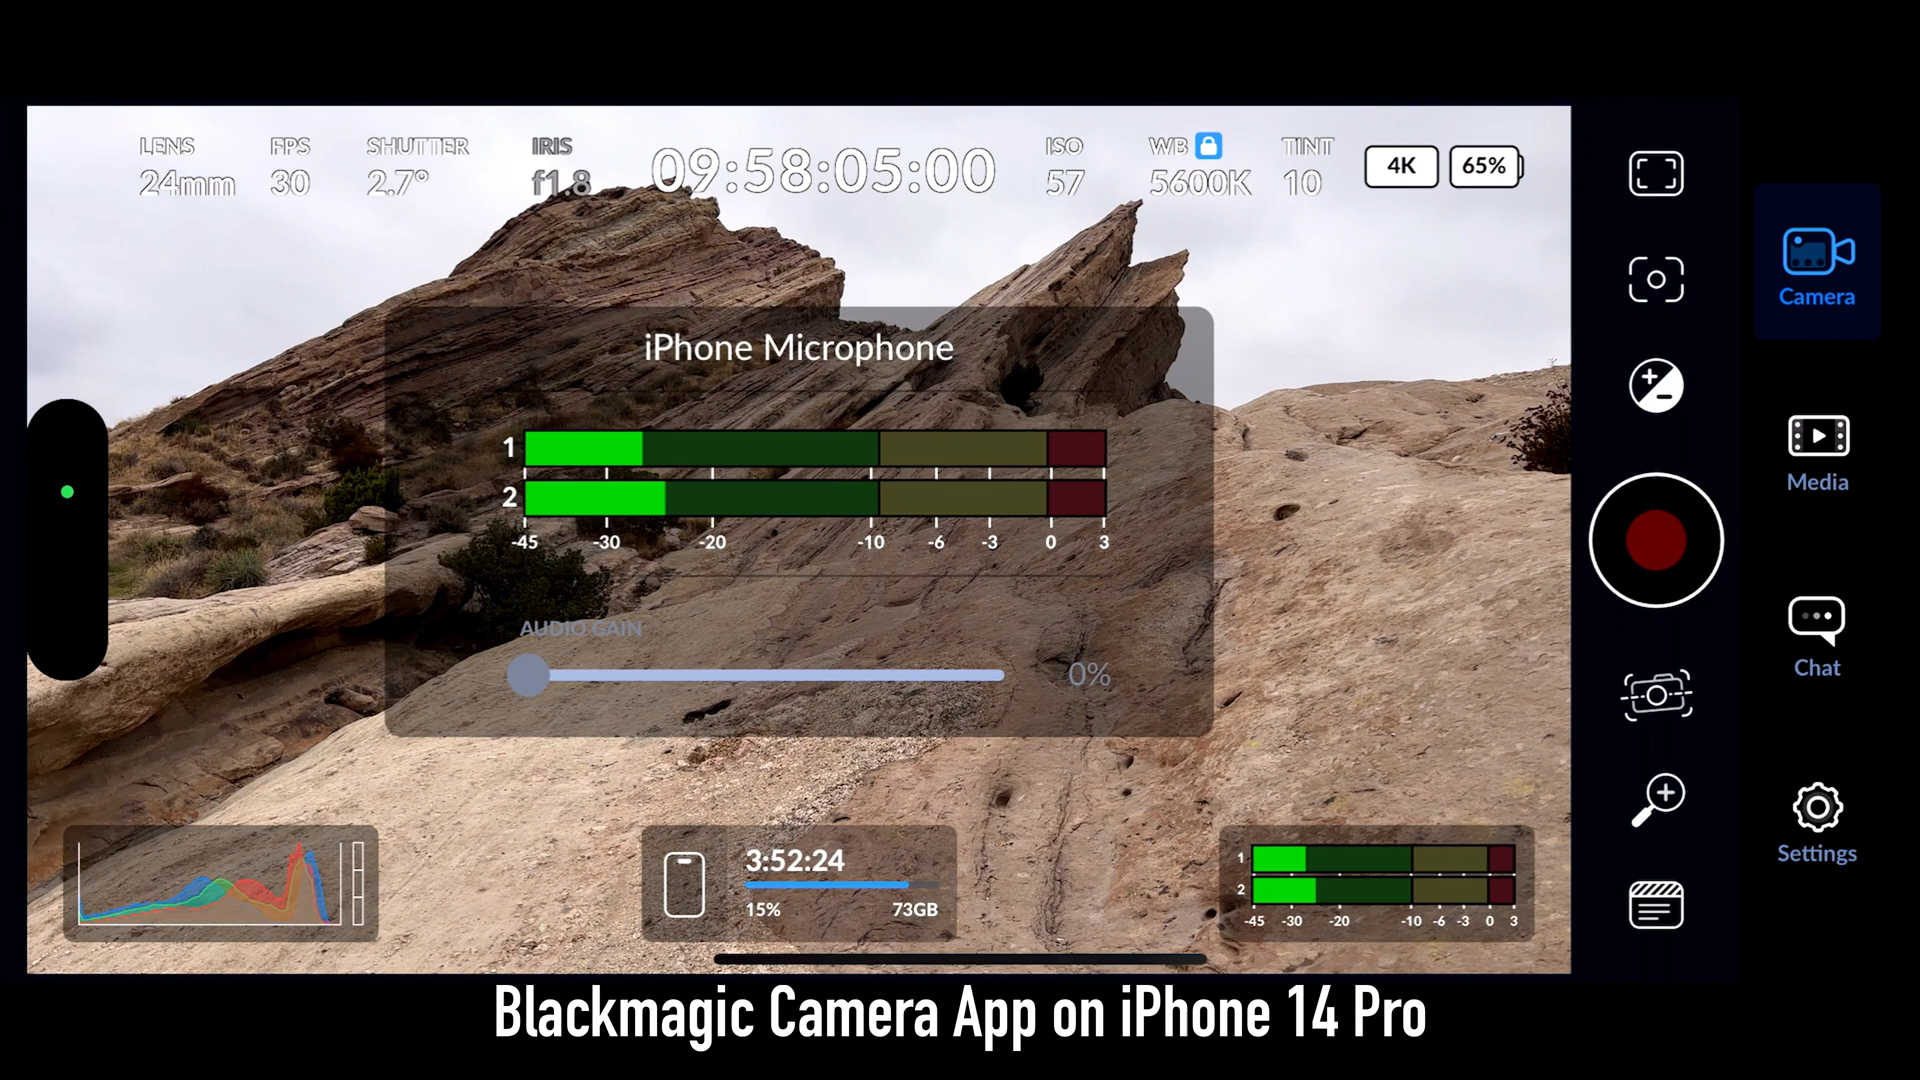 LENS FPS SHUTTER IRIS 09:58:05:00 ISO WB TINT 4K 65%
24mm 30 2.7° f1.8 57 5600K 10
Camera
iPhone Microphone
1
2
-45 -30 -20 -10 -6 -3 0 3
Media
AUDIO GAIN
0%
Chat
3:52:24
15% 73GB
1
2
-45 -30 -20 -10 -6 -3 0 3
Settings
Blackmagic Camera App on iPhone 14 Pro